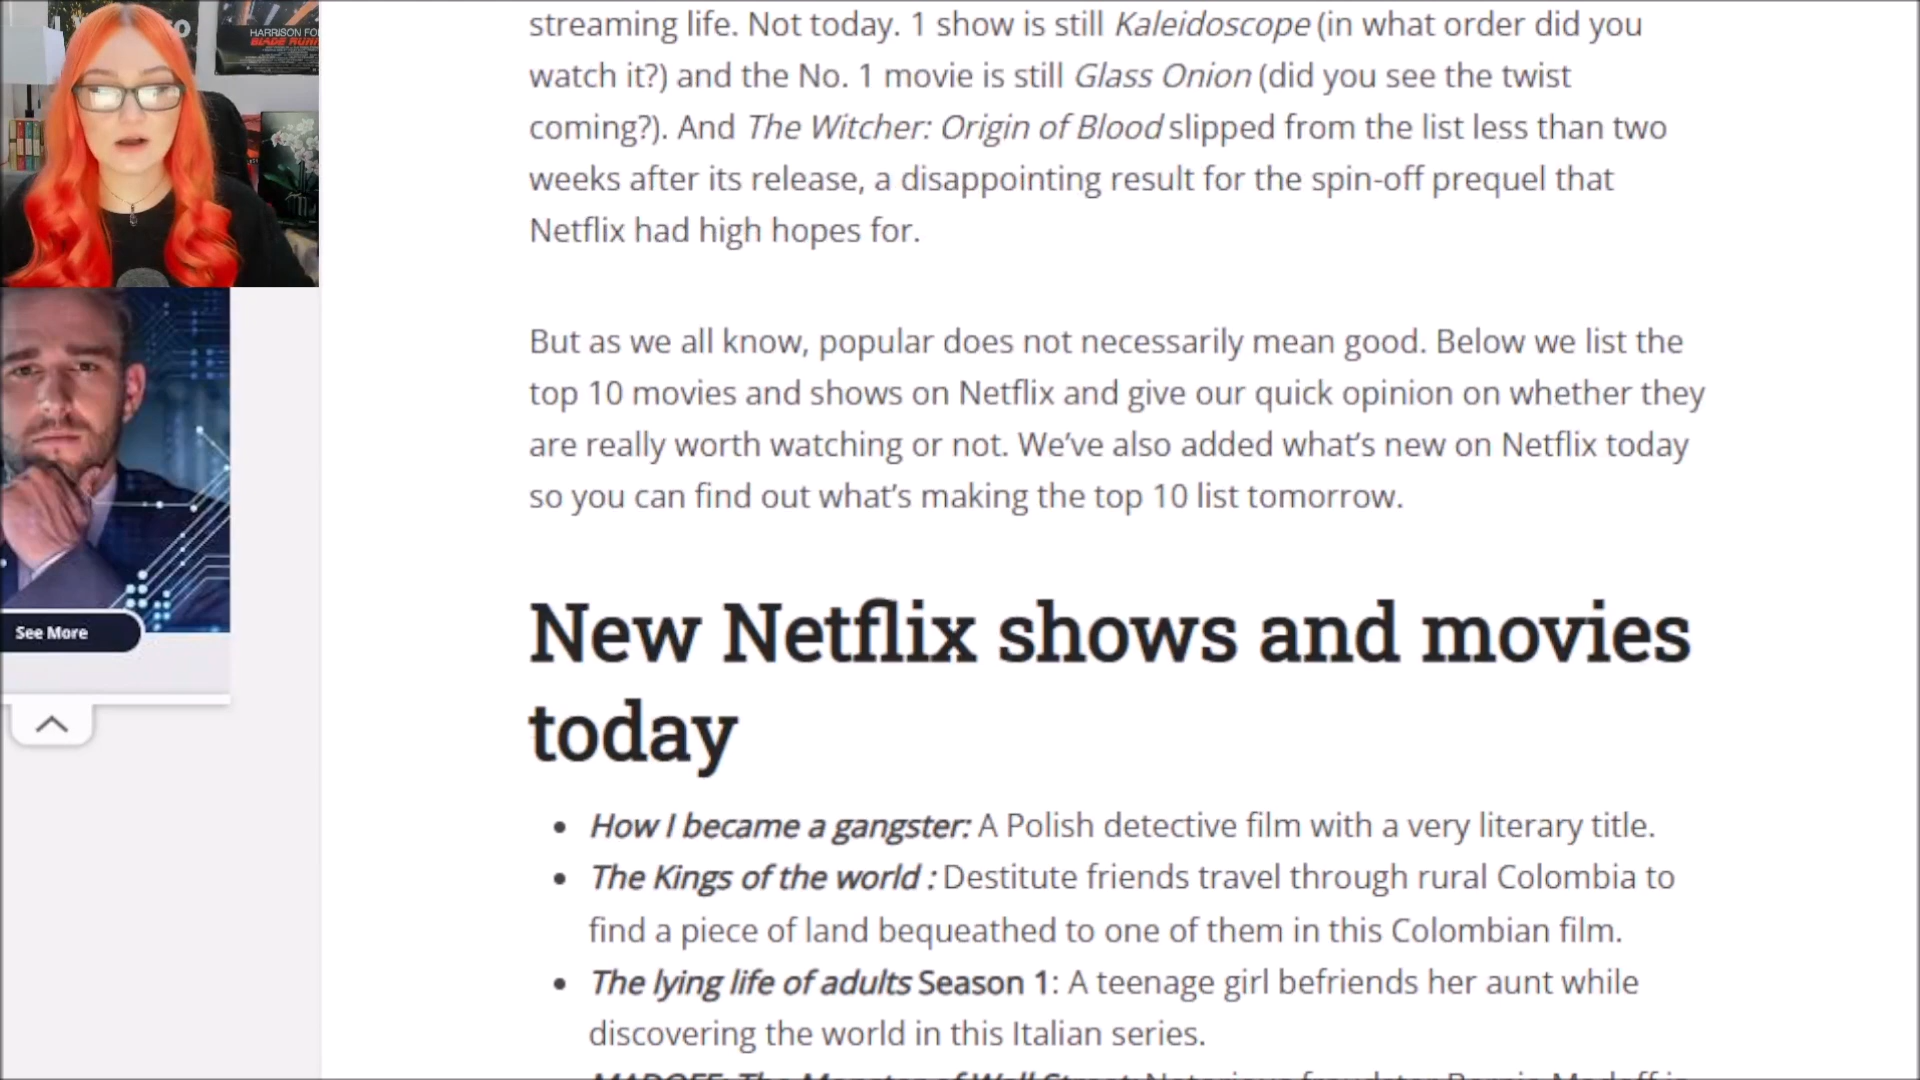 HARRISON FO
streaming life. Not today. 1 show is still Kaleidoscope (in what order did you
watch it?) and the No. 1 movie is still Glass Onion (did you see the twist
coming?). And The Witcher: Origin of Blood slipped from the list less than two
weeks after its release, a disappointing result for the spin-off prequel that
Netflix had high hopes for.
But as we all know, popular does not necessarily mean good. Below we list the
top 10 movies and shows on Netflix and give our quick opinion on whether they
are really worth watching or not. We’ve also added what’s new on Netflix today
so you can find out what’s making the top 10 list tomorrow.
See More
New Netflix shows and movies
today
• How I became a gangster: A Polish detective film with a very literary title.
• The Kings of the world : Destitute friends travel through rural Colombia to
find a piece of land bequeathed to one of them in this Colombian film.
• The lying life of adults Season 1: A teenage girl befriends her aunt while
discovering the world in this Italian series.